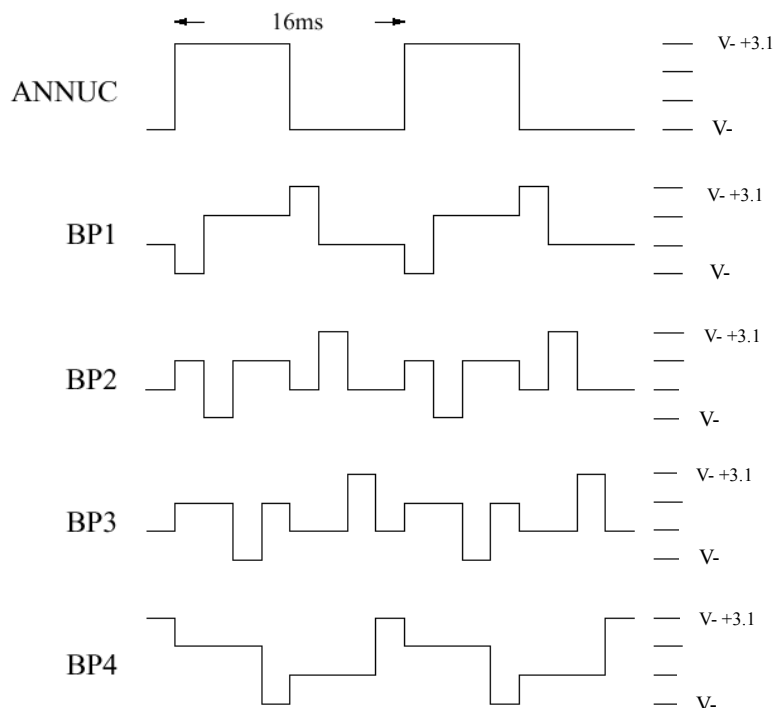 16ms
V- +3.1
ANNUC
V-
V- +3.1
BP1
V-
V- +3.1
BP2
V-
V- +3.1
BP3
V-
V- +3.1
BP4
V-